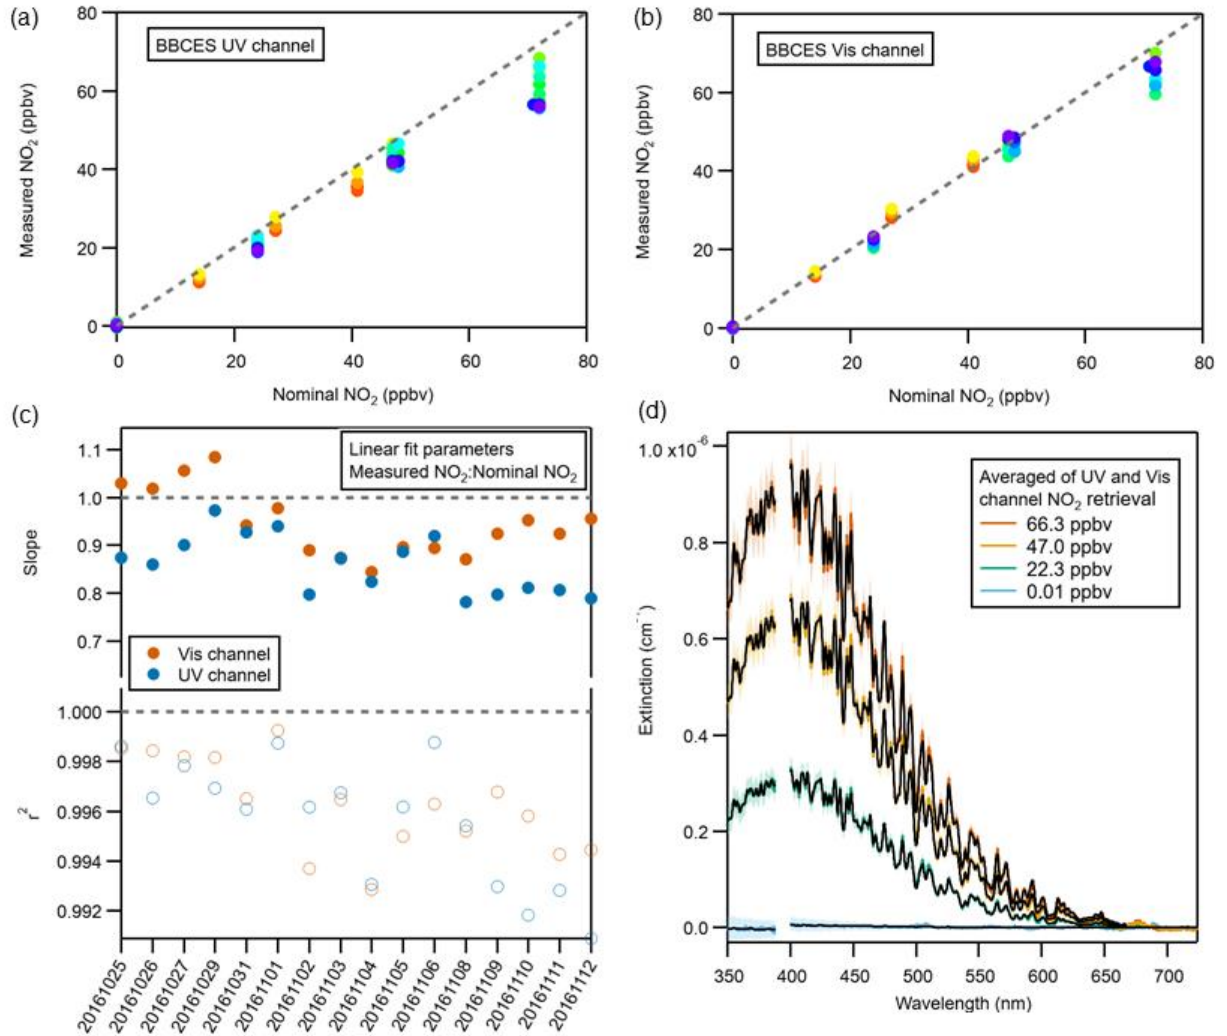 (a)
BBCES UV channel
Measured NO2 (ppbv)
80
60
40
20
0
0 20 40 60 80
Nominal NO2 (ppbv)
(b)
BBCES Vis channel
Measured NO2 (ppbv)
80
60
40
20
0
0 20 40 60 80
Nominal NO2 (ppbv)
(c)
Linear fit parameters
Measured NO2:Nominal NO2
Slope
1.1
1.0
0.9
0.8
0.7
Vis channel
UV channel
r2
1.000
0.998
0.996
0.994
0.992
20161025
20161026
20161027
20161029
20161031
20161101
20161102
20161103
20161104
20161105
20161106
20161108
20161109
20161110
20161111
20161112
(d)
Averaged of UV and Vis
channel NO2 retrieval
66.3 ppbv
47.0 ppbv
22.3 ppbv
0.01 ppbv
Extinction (cm-1)
1.0 x10-6
0.8
0.6
0.4
0.2
0.0
350 400 450 500 550 600 650 700
Wavelength (nm)